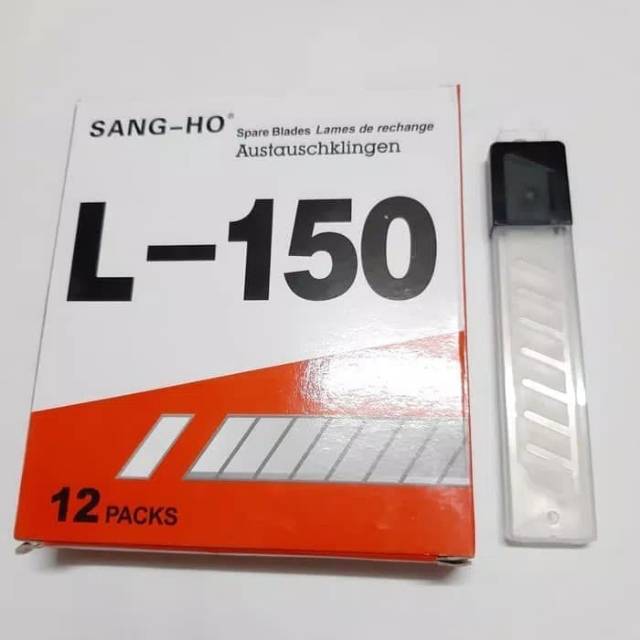 SANG-HO® Spare Blades Lames de rechange
Austauschklingen
L-150
12 PACKS